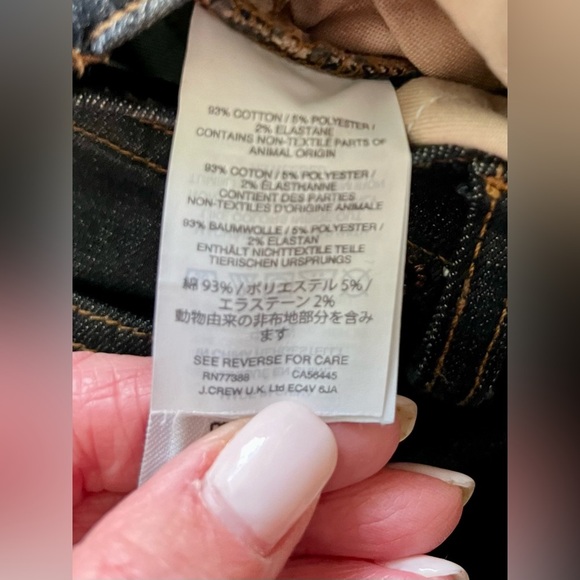 93% COTTON / 5% POLYESTER /
2% ELASTANE
CONTAINS NON-TEXTILE PARTS OF
ANIMAL ORIGIN
93% COTON / 5% POLYESTER /
2% ÉLASTHANNE
CONTIENT DES PARTIES
NON-TEXTILES D'ORIGINE ANIMALE
93% BAUMWOLLE / 5% POLYESTER /
2% ELASTAN
ENTHÄLT NICHTTEXTILE TEILE
TIERISCHEN URSPRUNGS
綿 93% / ポリエステル 5% /
エラステーン 2%
動物由来の非布地部分を含み
ます
SEE REVERSE FOR CARE
RN77388 CA56445
J.CREW U.K. Ltd EC4V 6JA